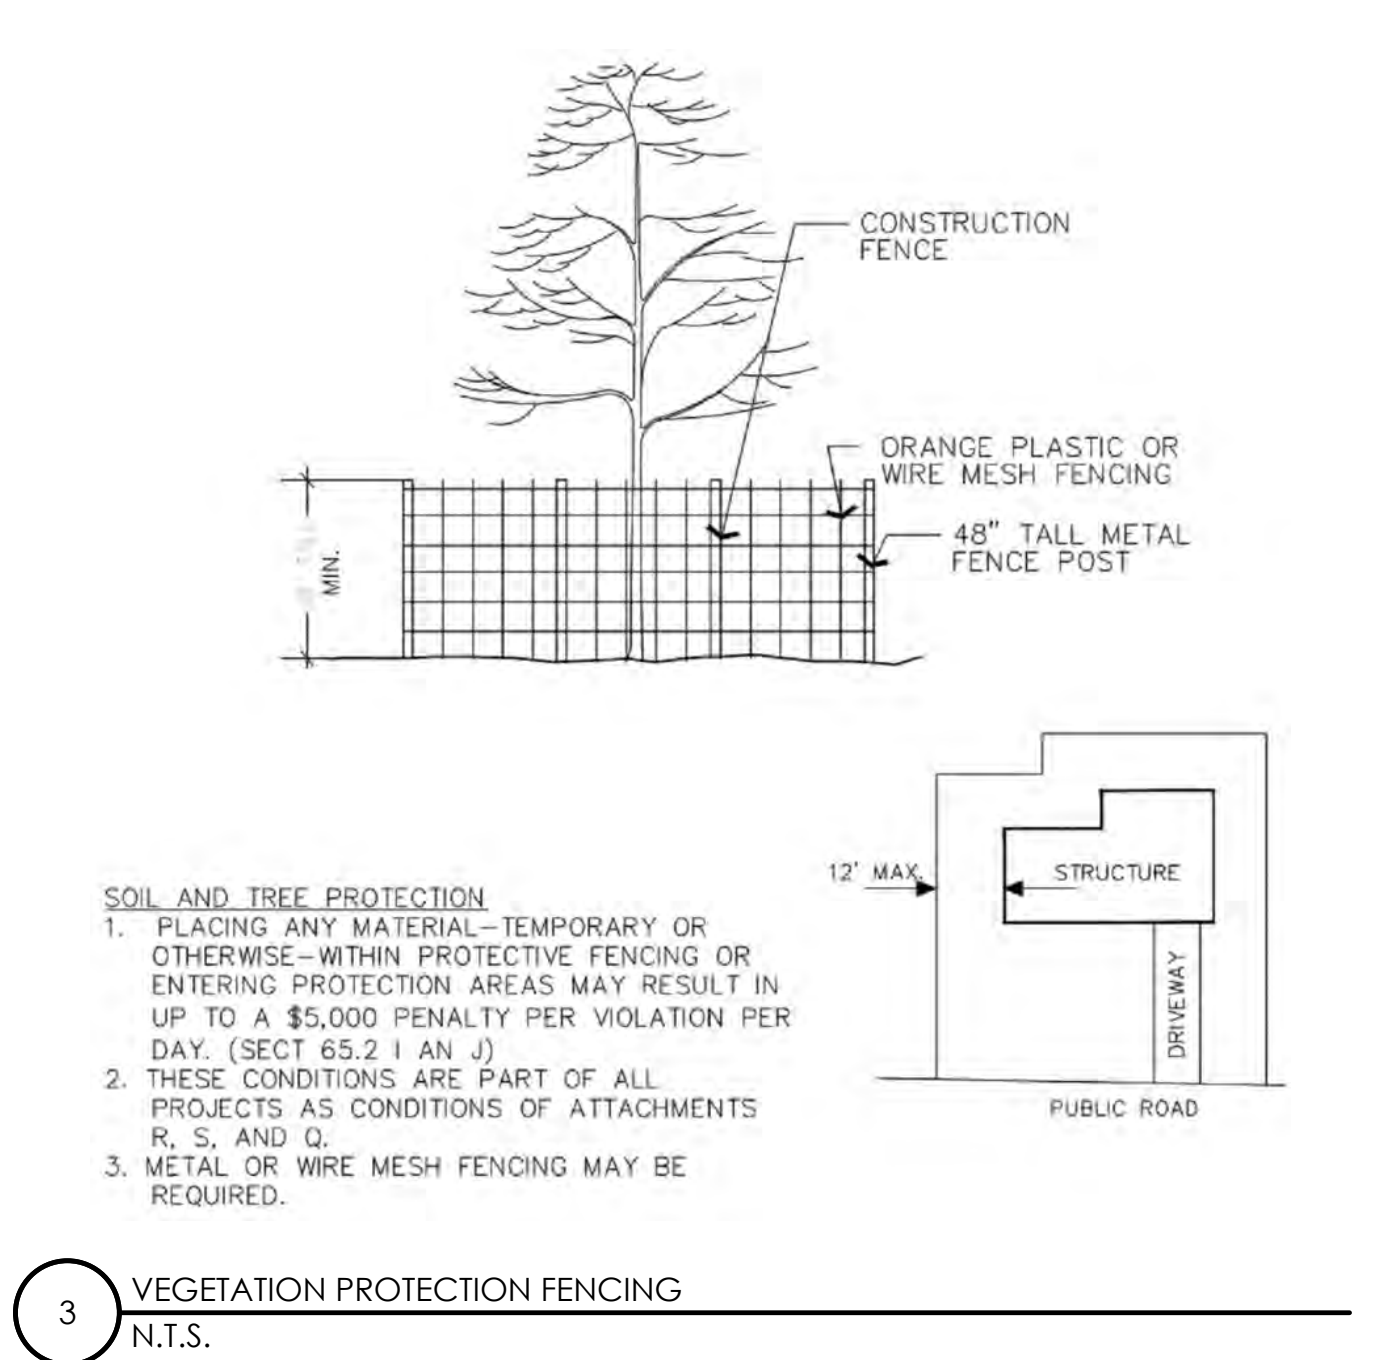 CONSTRUCTION
FENCE
ORANGE PLASTIC OR
WIRE MESH FENCING
48" TALL METAL
FENCE POST
MIN.
12' MAX.
STRUCTURE
DRIVEWAY
PUBLIC ROAD
SOIL AND TREE PROTECTION
1. PLACING ANY MATERIAL-TEMPORARY OR
OTHERWISE-WITHIN PROTECTIVE FENCING OR
ENTERING PROTECTION AREAS MAY RESULT IN
UP TO A $5,000 PENALTY PER VIOLATION PER
DAY. (SECT 65.2 I AN J)
2. THESE CONDITIONS ARE PART OF ALL
PROJECTS AS CONDITIONS OF ATTACHMENTS
R, S, AND Q.
3. METAL OR WIRE MESH FENCING MAY BE
REQUIRED.
3
VEGETATION PROTECTION FENCING
N.T.S.